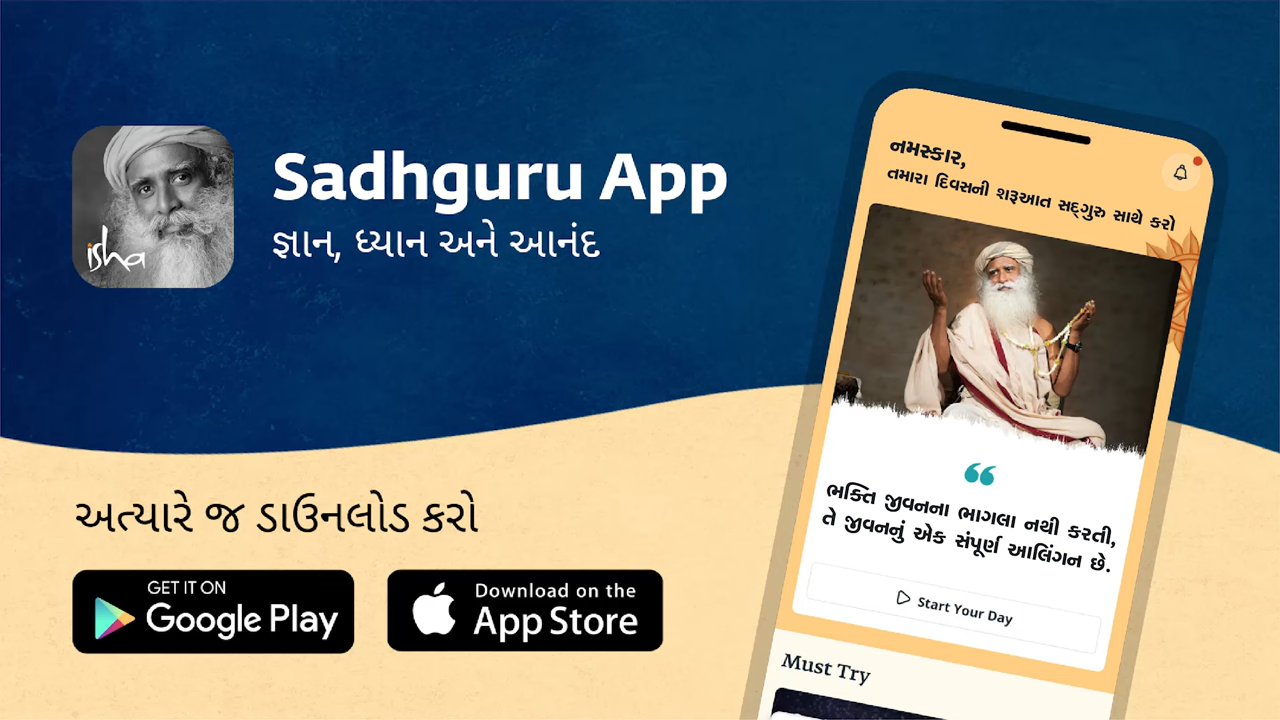 isha
Sadhguru App
જ્ઞાન, ધ્યાન અને આનંદ
અત્યારે જ ડાઉનલોડ કરો
GET IT ON
Google Play
Download on the
App Store
નમસ્કાર,
તમારા દિવસની શરૂઆત સદ્‌ગુરુ સાથે કરો
“
ભક્તિ જીવનના ભાગલા નથી કરતી,
તે જીવનનું એક સંપૂર્ણ આલિંગન છે.
Start Your Day
Must Try